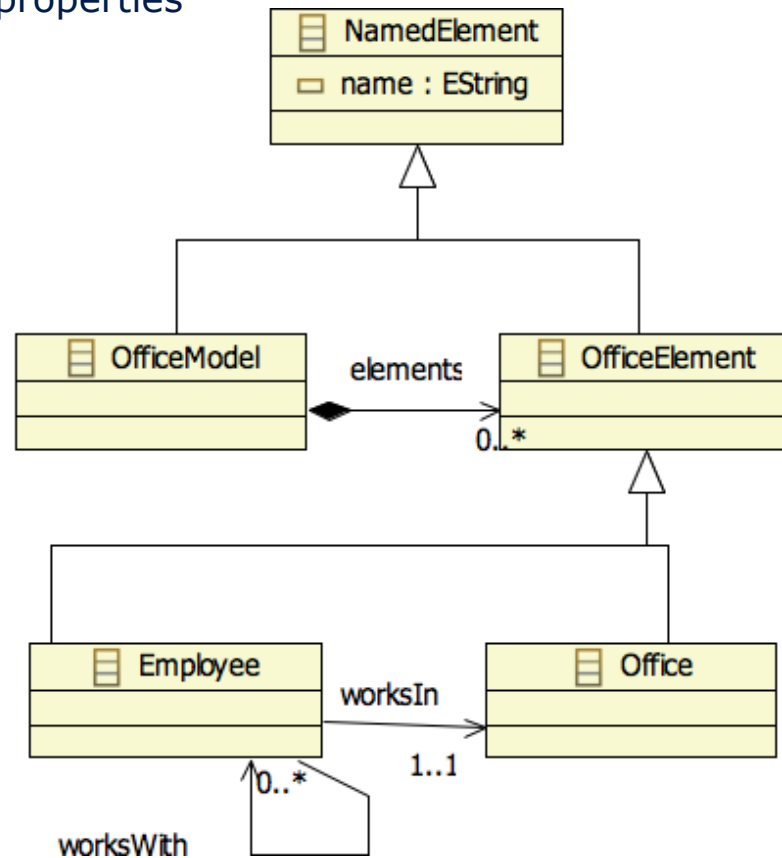 properties
NamedElement
name : EString
OfficeModel
elements
OfficeElement
0..*
Employee
worksIn
Office
1..1
0..*
worksWith